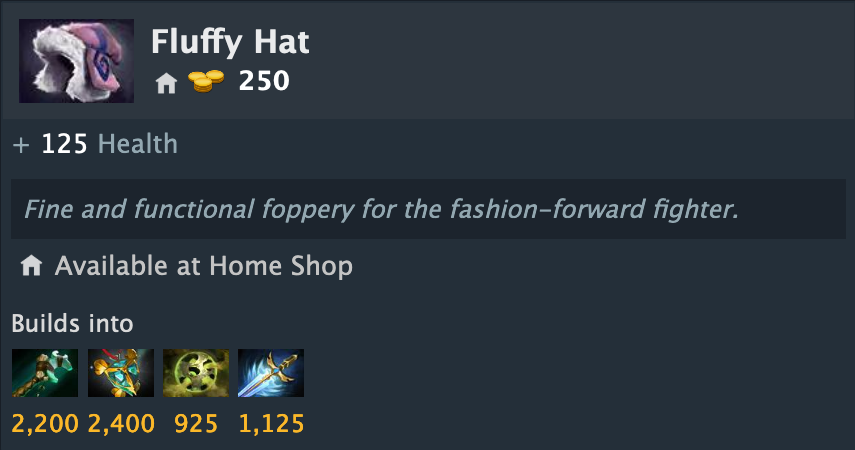 Fluffy Hat
250
+ 125 Health
Fine and functional foppery for the fashion-forward fighter.
Available at Home Shop
Builds into
2,200 2,400 925 1,125